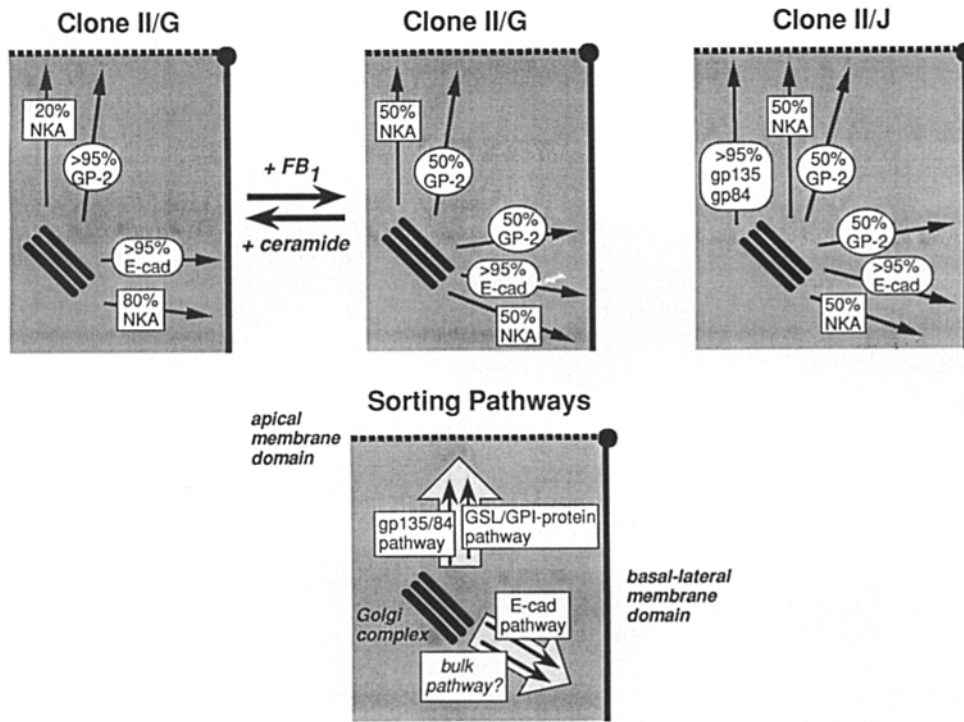 Clone II/G
20%
NKA
>95%
GP-2
>95%
E-cad
80%
NKA
+ FB1
+ ceramide
Clone II/G
50%
NKA
50%
GP-2
50%
GP-2
>95%
E-cad
50%
NKA
Clone II/J
>95%
gp135
gp84
50%
NKA
50%
GP-2
50%
GP-2
>95%
E-cad
50%
NKA
Sorting Pathways
apical
membrane
domain
gp135/84
pathway
GSL/GPI-protein
pathway
Golgi
complex
E-cad
pathway
bulk
pathway?
basal-lateral
membrane
domain